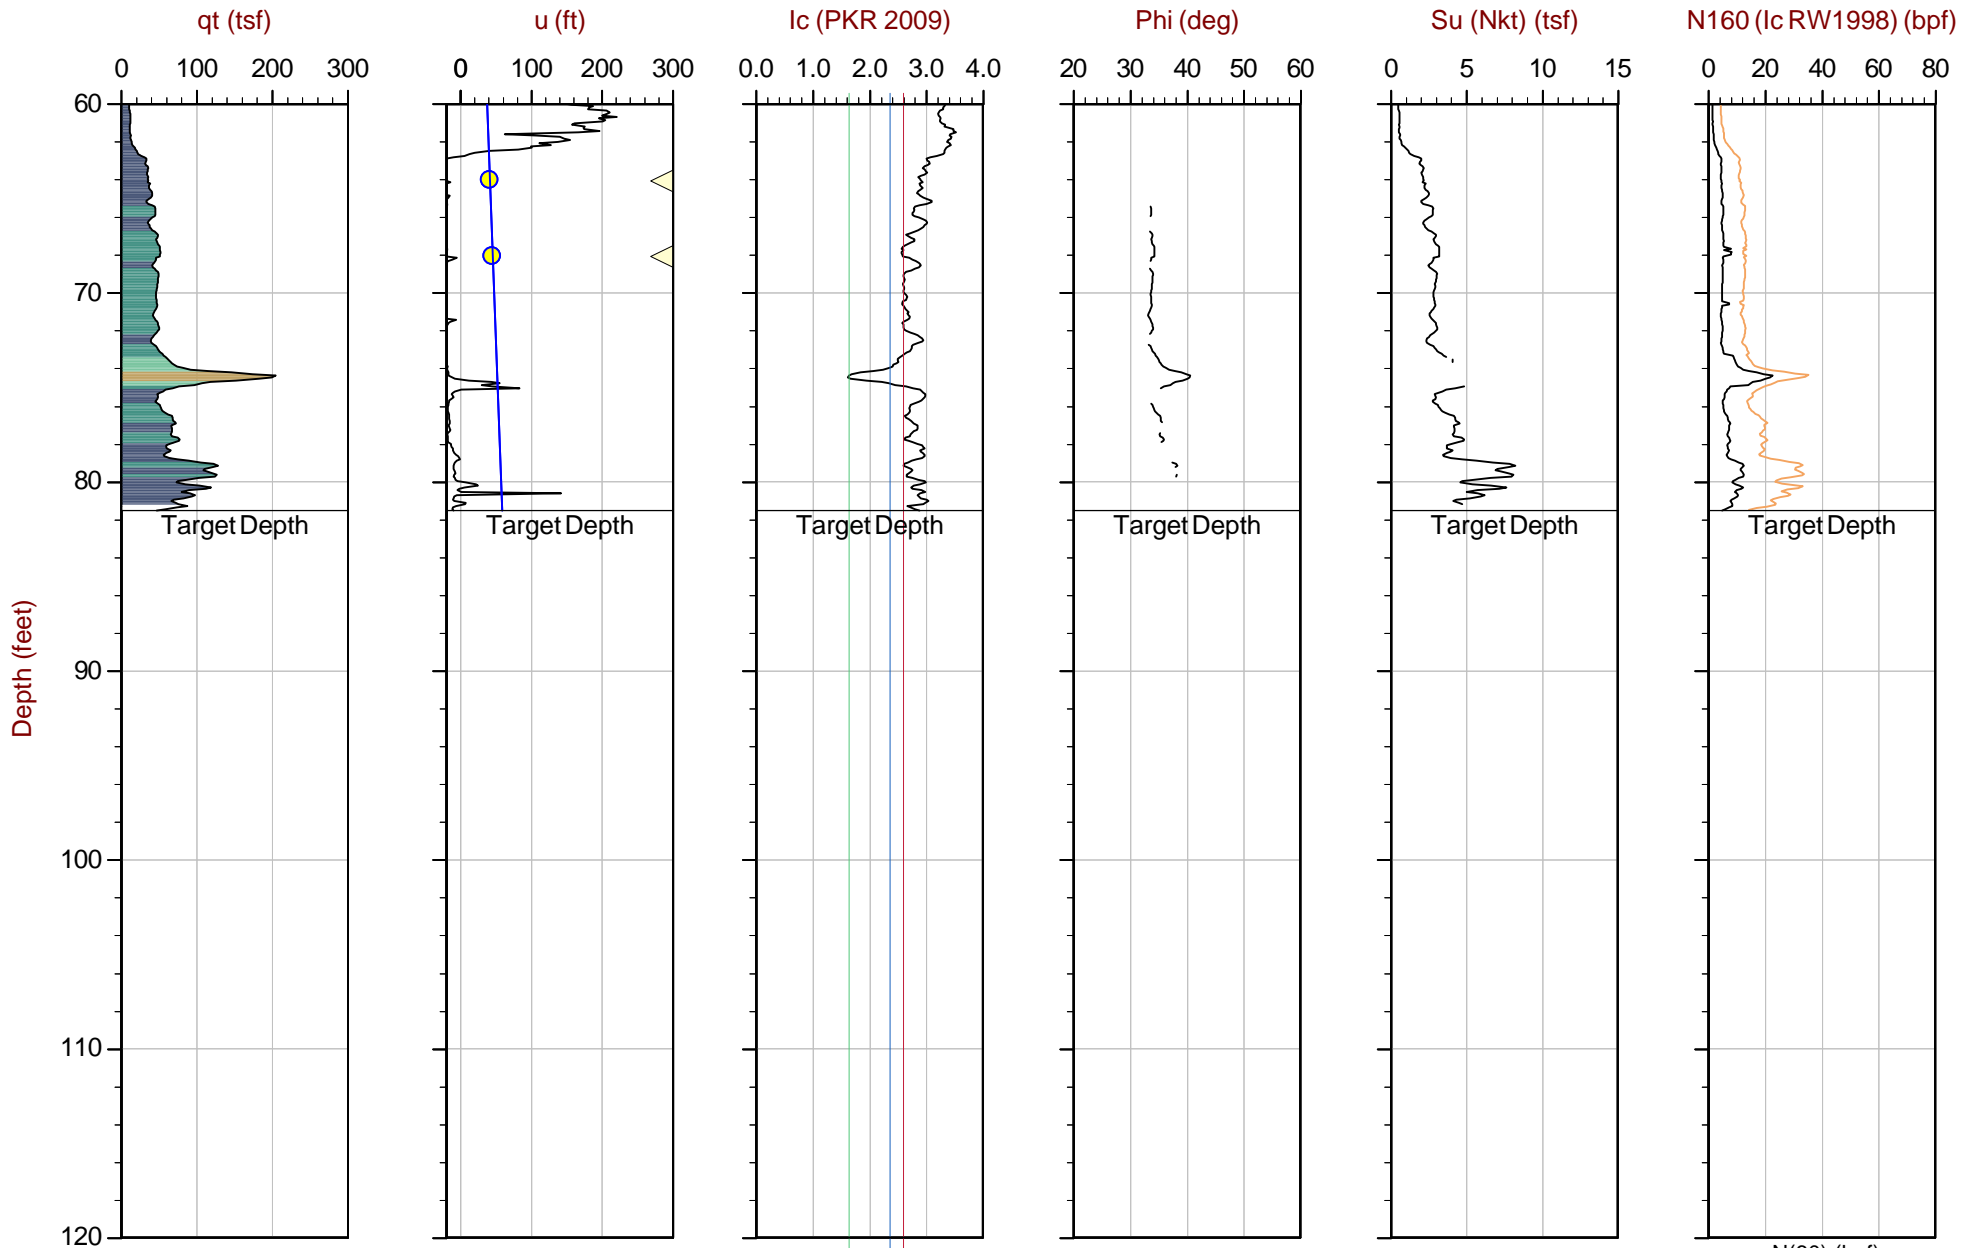 qt (tsf) u (ft) Ic (PKR 2009) Phi (deg) Su (Nkt) (tsf) N160 (Ic RW1998) (bpf)
0 100 200 300 0 100 200 300 0.0 1.0 2.0 3.0 4.0 20 30 40 50 60 0 5 10 15 0 20 40 60 80
60
70
80
Target Depth Target Depth Target Depth Target Depth Target Depth Target Depth
Depth (feet)
90
100
110
120